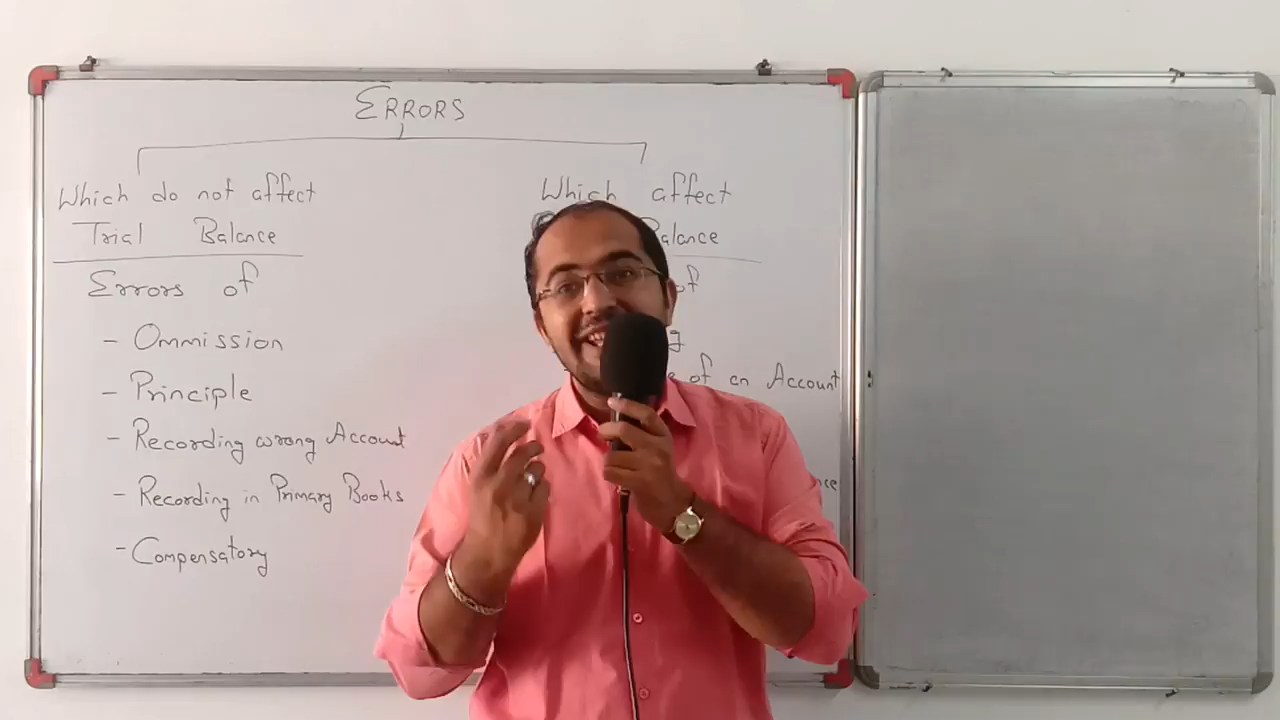 ERRORS
Which do not affect
Trial Balance
Errors of
- Ommission
- Principle
- Recording wrong Account
- Recording in Primary Books
- Compensatory
Which affect
Balance
of
of an Account